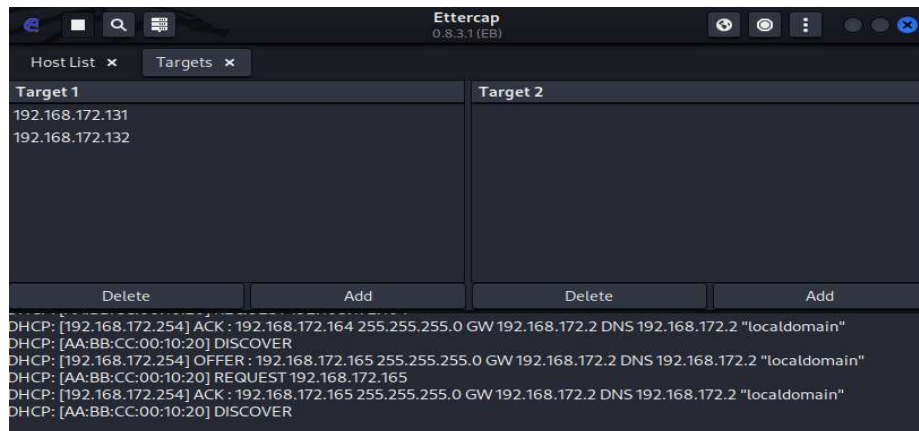 Ettercap
0.8.3.1 (EB)
Host List × Targets ×
Target 1 Target 2
192.168.172.131
192.168.172.132
Delete Add Delete Add
DHCP: [192.168.172.254] ACK : 192.168.172.164 255.255.255.0 GW 192.168.172.2 DNS 192.168.172.2 "localdomain"
DHCP: [AA:BB:CC:00:10:20] DISCOVER
DHCP: [192.168.172.254] OFFER : 192.168.172.165 255.255.255.0 GW 192.168.172.2 DNS 192.168.172.2 "localdomain"
DHCP: [AA:BB:CC:00:10:20] REQUEST 192.168.172.165
DHCP: [192.168.172.254] ACK : 192.168.172.165 255.255.255.0 GW 192.168.172.2 DNS 192.168.172.2 "localdomain"
DHCP: [AA:BB:CC:00:10:20] DISCOVER